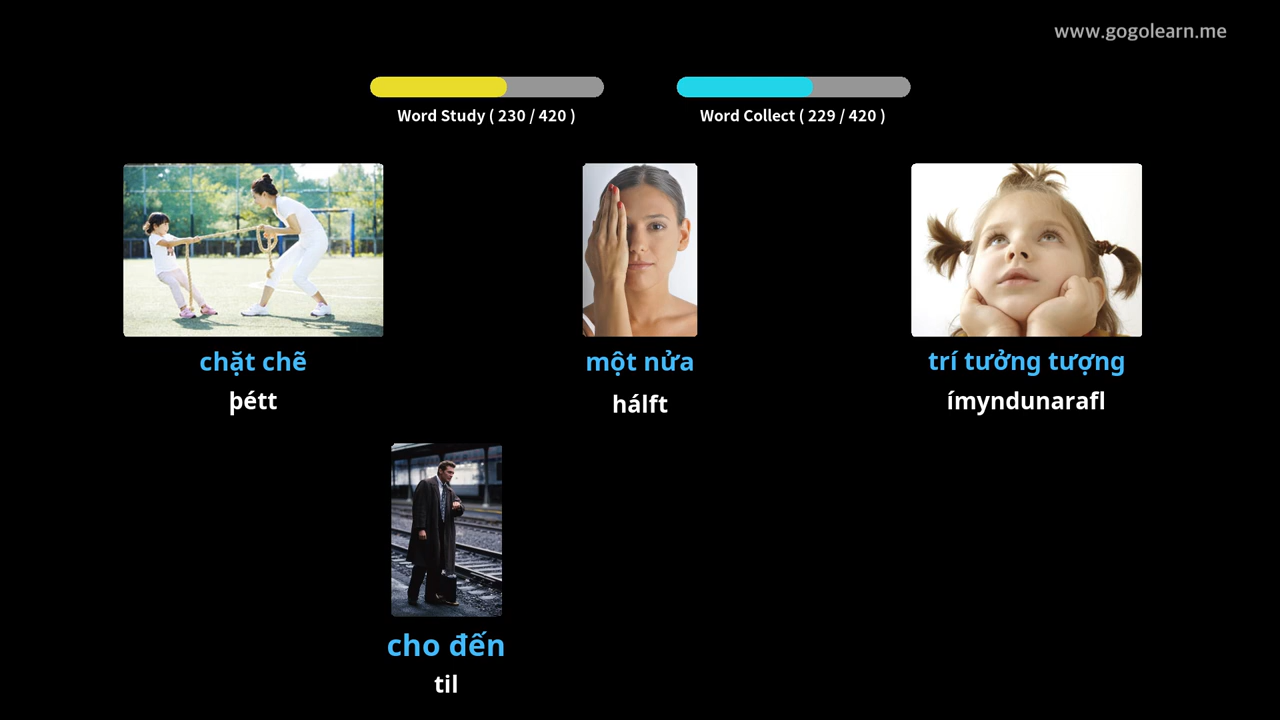 www.gogolearn.me
Word Study ( 230 / 420 )
Word Collect ( 229 / 420 )
chặt chẽ
þétt
một nửa
hálft
trí tưởng tượng
ímyndunarafl
cho đến
til